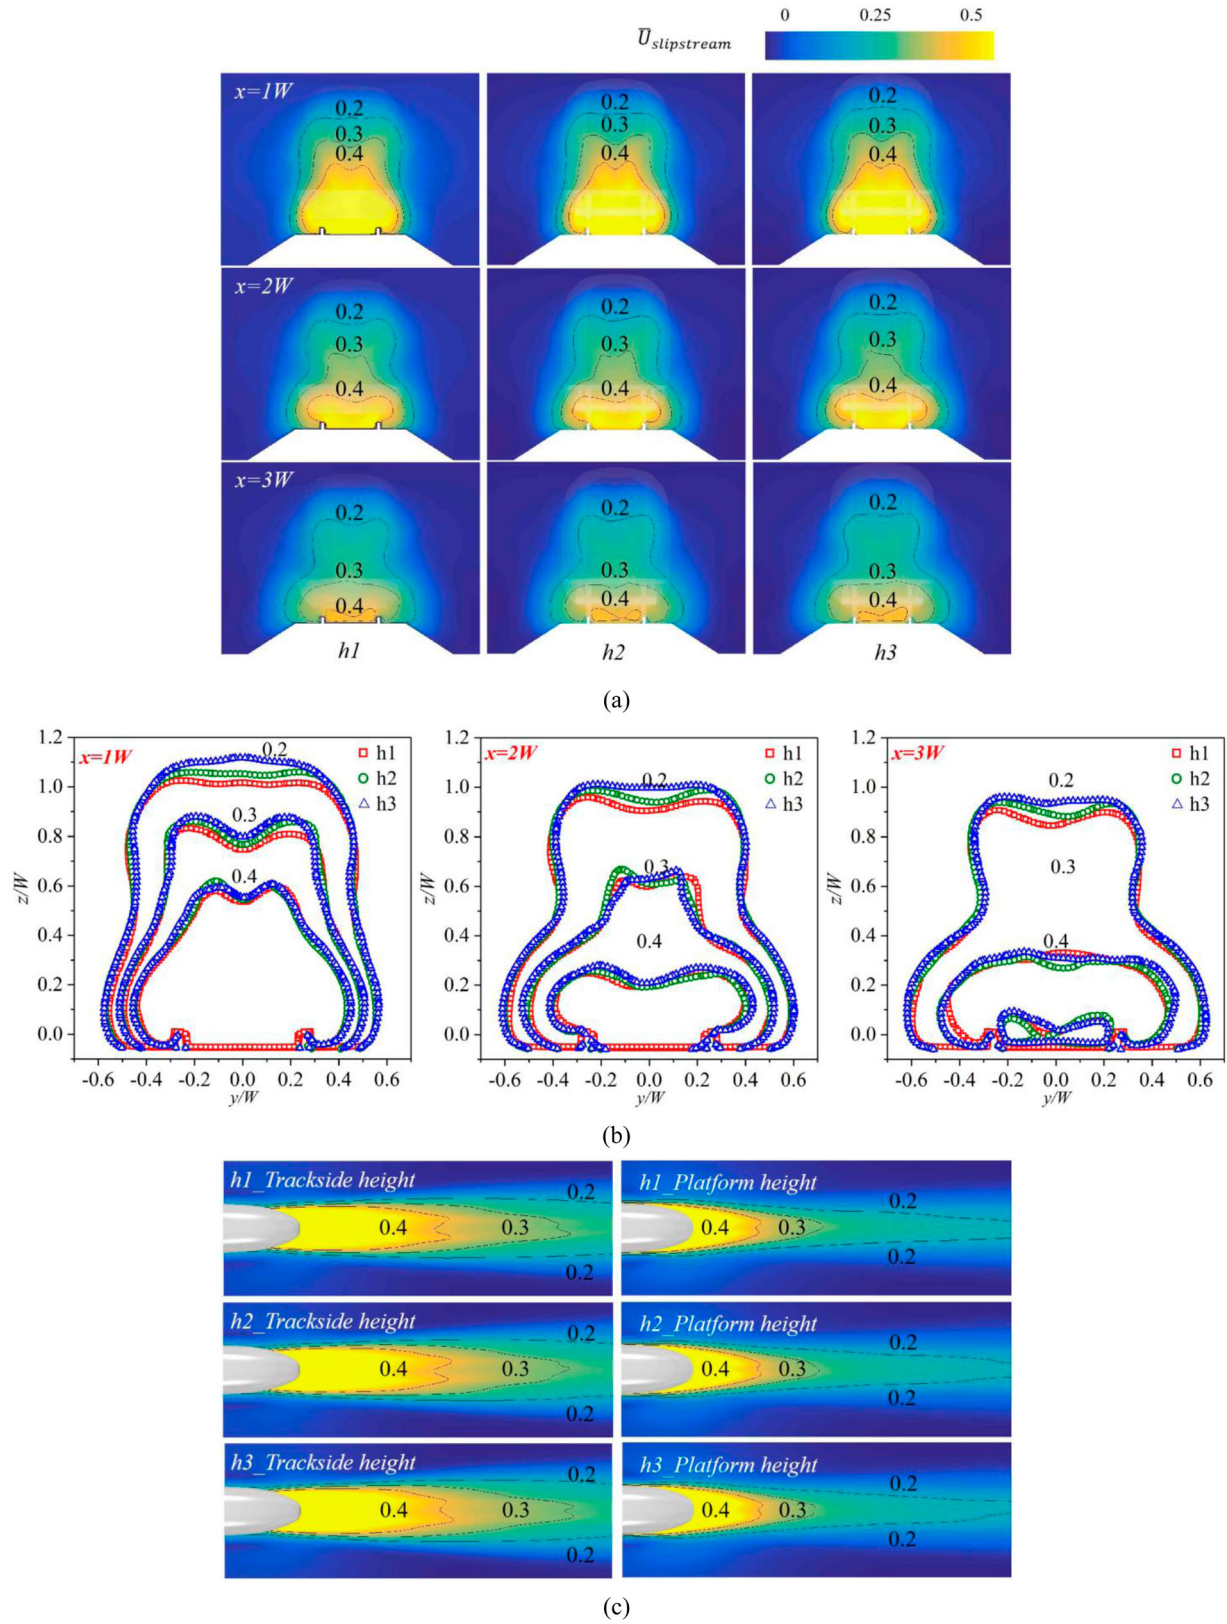 0 0.25 0.5
U̅slipstream
x=1W
0.2 0.2 0.2
0.3 0.3 0.3
0.4 0.4 0.4
x=2W
0.2 0.2 0.2
0.3 0.3 0.3
0.4 0.4 0.4
x=3W
0.2 0.2 0.2
0.3 0.3 0.3
0.4 0.4 0.4
h1 h2 h3
(a)
x=1W
0.2
0.3
0.4
h1
h2
h3
1.2
1.0
0.8
0.6
0.4
0.2
0.0
z/W
-0.6 -0.4 -0.2 0.0 0.2 0.4 0.6
y/W
x=2W
0.2
0.3
0.4
h1
h2
h3
1.2
1.0
0.8
0.6
0.4
0.2
0.0
z/W
-0.6 -0.4 -0.2 0.0 0.2 0.4 0.6
y/W
x=3W
0.2
0.3
0.4
h1
h2
h3
1.2
1.0
0.8
0.6
0.4
0.2
0.0
z/W
-0.6 -0.4 -0.2 0.0 0.2 0.4 0.6
y/W
(b)
h1_Trackside height
0.2
0.4 0.3
0.2
h1_Platform height
0.2
0.4 0.3
0.2
h2_Trackside height
0.2
0.4 0.3
0.2
h2_Platform height
0.2
0.4 0.3
0.2
h3_Trackside height
0.2
0.4 0.3
0.2
h3_Platform height
0.2
0.4 0.3
0.2
(c)